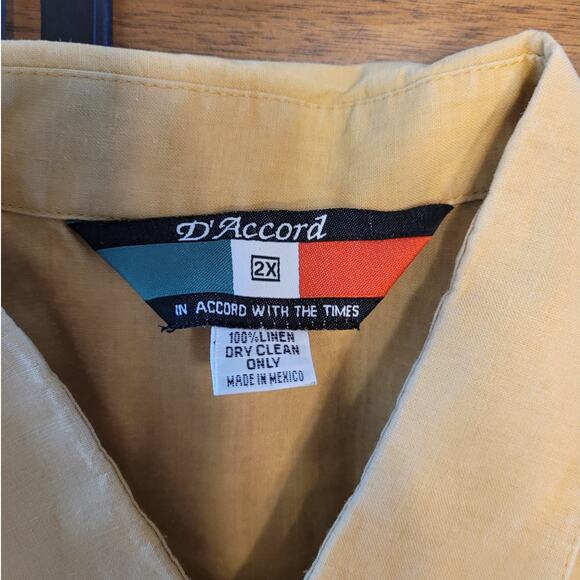 D'Accord
2X
IN ACCORD WITH THE TIMES
100% LINEN
DRY CLEAN
ONLY
MADE IN MEXICO